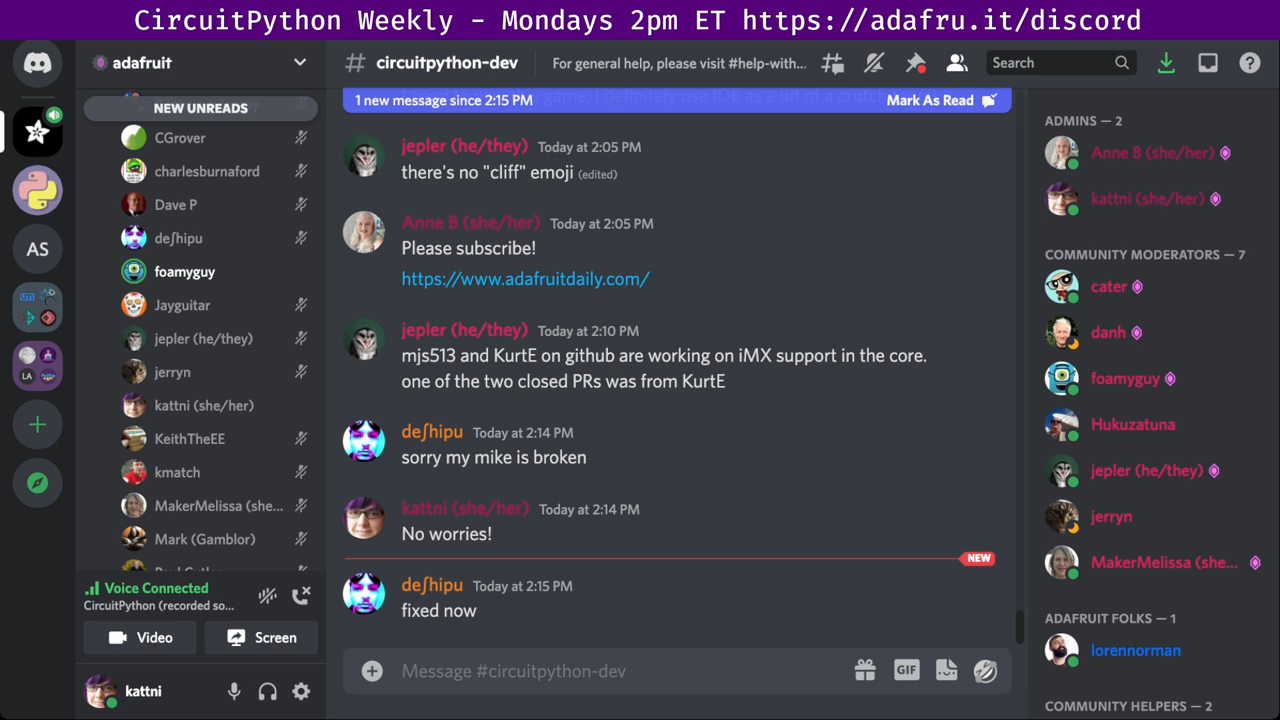 CircuitPython Weekly - Mondays 2pm ET https://adafru.it/discord
adafruit
NEW UNREADS
CGrover
charlesburnaford
Dave P
deʃhipu
foamyguy
Jayguitar
jepler (he/they)
jerryn
kattni (she/her)
KeithTheEE
kmatch
MakerMelissa (she...
Mark (Gamblor)
Voice Connected
CircuitPython (recorded so...
Video
Screen
kattni
AS
LA
# circuitpython-dev
For general help, please visit #help-with...
Search
1 new message since 2:15 PM
Mark As Read
jepler (he/they) Today at 2:05 PM
there's no "cliff" emoji (edited)
Anne B (she/her) Today at 2:05 PM
Please subscribe!
https://www.adafruitdaily.com/
jepler (he/they) Today at 2:10 PM
mjs513 and KurtE on github are working on iMX support in the core.
one of the two closed PRs was from KurtE
deʃhipu Today at 2:14 PM
sorry my mike is broken
kattni (she/her) Today at 2:14 PM
No worries!
NEW
deʃhipu Today at 2:15 PM
fixed now
Message #circuitpython-dev
GIF
ADMINS — 2
Anne B (she/her)
kattni (she/her)
COMMUNITY MODERATORS — 7
cater
danh
foamyguy
Hukuzatuna
jepler (he/they)
jerryn
MakerMelissa (she...
ADAFRUIT FOLKS — 1
lorennorman
COMMUNITY HELPERS — 2